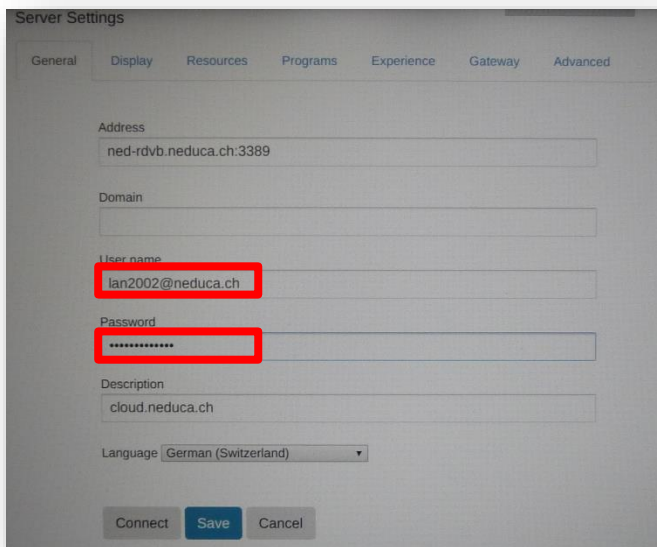 Server Settings
General Display Resources Programs Experience Gateway Advanced
Address
ned-rdvb.neduca.ch:3389
Domain
User name
lan2002@neduca.ch
Password
•••••••••••••
Description
cloud.neduca.ch
Language German (Switzerland)
Connect Save Cancel